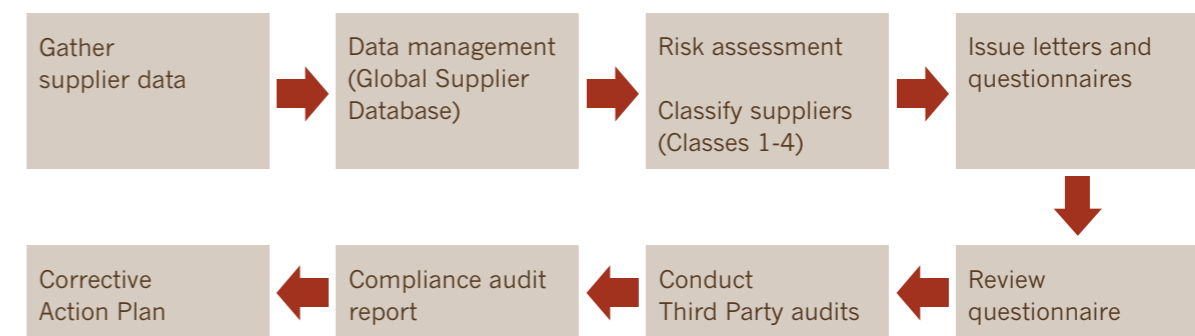 Gather
supplier data
Data management
(Global Supplier
Database)
Risk assessment
Classify suppliers
(Classes 1-4)
Issue letters and
questionnaires
Corrective
Action Plan
Compliance audit
report
Conduct
Third Party audits
Review
questionnaire